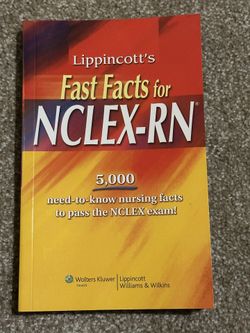 Lippincott's
Fast Facts for
NCLEX-RN®
5,000
need-to-know nursing facts
to pass the NCLEX exam!
Wolters Kluwer
Health
Lippincott
Williams & Wilkins